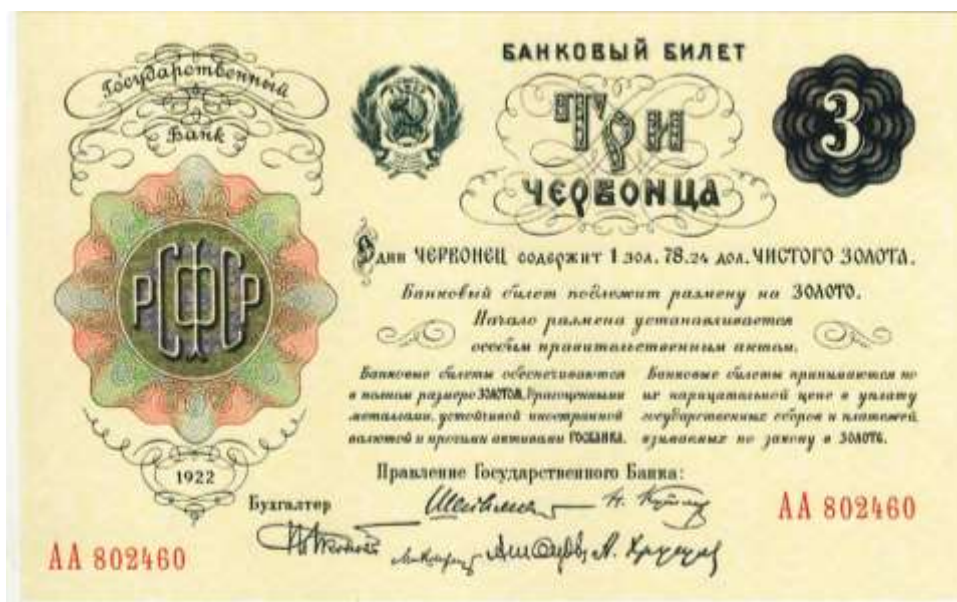 Государственный
Банк
РСФСР
1922
БАНКОВЫЙ БИЛЕТ
Три
ЧЕРВОНЦА
3
Один ЧЕРВОНЕЦ содержит 1 зол. 78.24 дол. ЧИСТОГО ЗОЛОТА.
Банковый билет подлежит размену на ЗОЛОТО.
Начало размена устанавливается
особым правительственным актом.
Банковые билеты обеспечиваются
в полном размере ЗОЛОТОМ, драгоценными
металлами, устойчивой иностранной
валютой и прочими активами ГОСБАНКА.
Банковые билеты принимаются по
их нарицательной цене в уплату
государственных сборов и платежей,
взимаемых по закону в ЗОЛОТЕ.
Правление Государственного Банка:
Бухгалтер
АА 802460
АА 802460